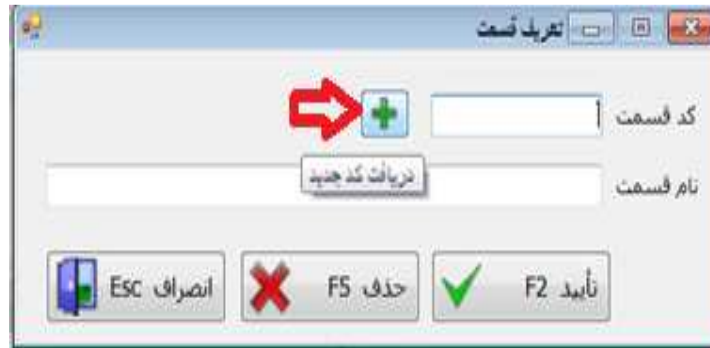 تعریف قسمت
کد قسمت
دریافت کد جدید
نام قسمت
تأیید F2
حذف F5
انصراف Esc